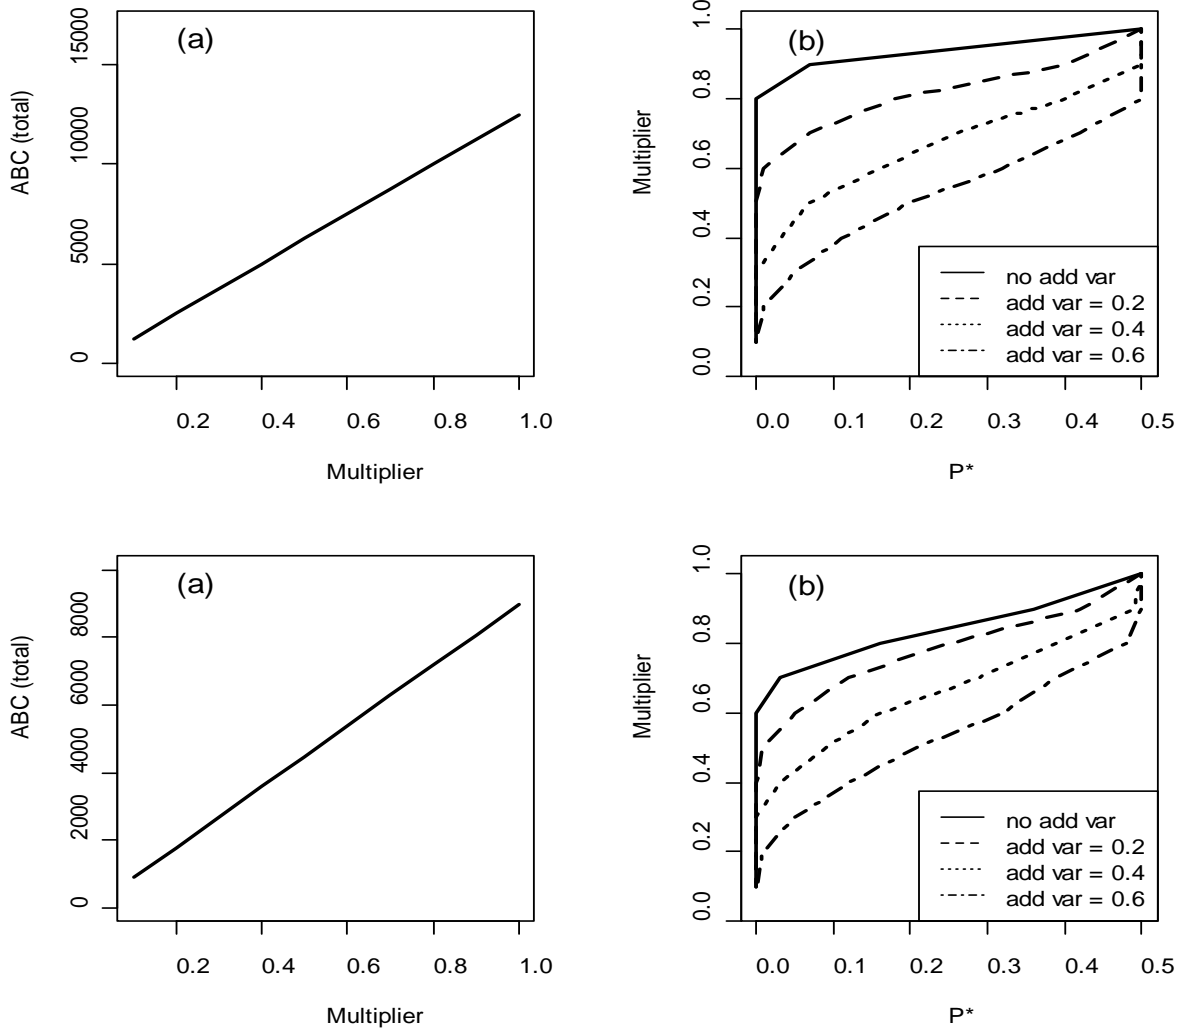 (a)
ABC (total)
15000
10000
5000
0
0.2 0.4 0.6 0.8 1.0
Multiplier
(b)
Multiplier
1.0
0.8
0.6
0.4
0.2
0.0
no add var
add var = 0.2
add var = 0.4
add var = 0.6
0.0 0.1 0.2 0.3 0.4 0.5
P*
(a)
ABC (total)
8000
6000
4000
2000
0
0.2 0.4 0.6 0.8 1.0
Multiplier
(b)
Multiplier
1.0
0.8
0.6
0.4
0.2
0.0
no add var
add var = 0.2
add var = 0.4
add var = 0.6
0.0 0.1 0.2 0.3 0.4 0.5
P*